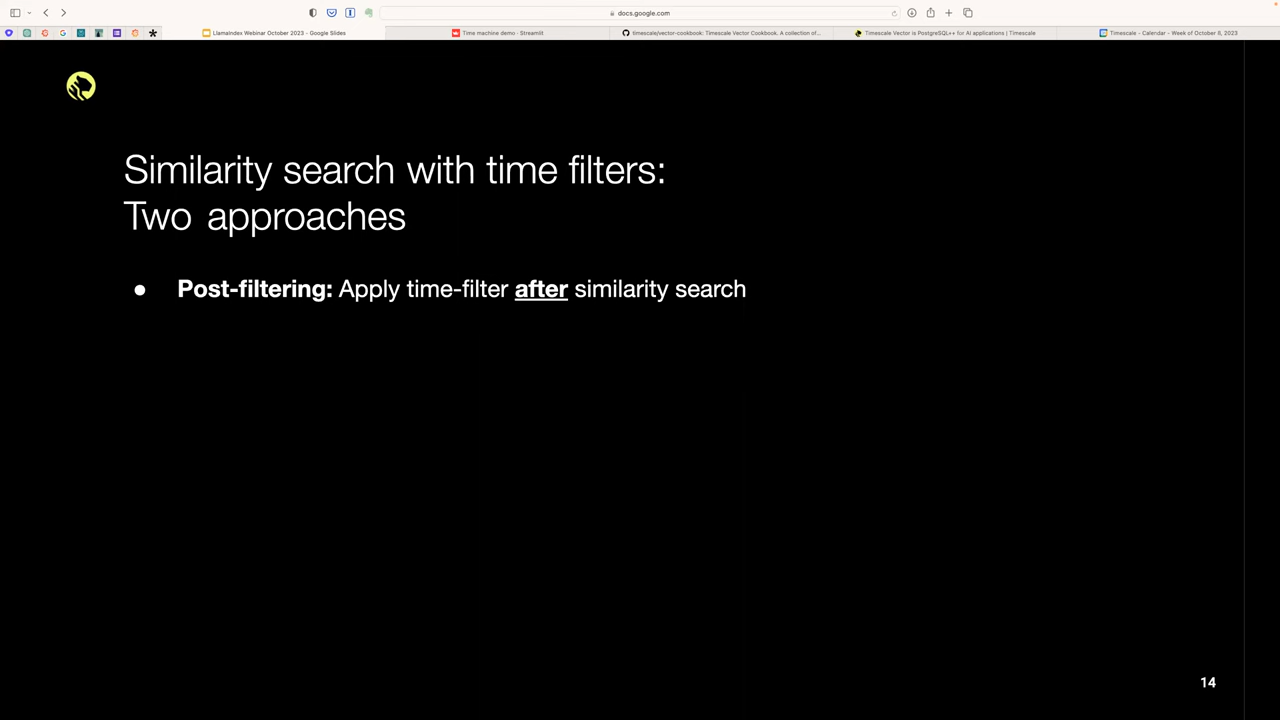 docs.google.com
LlamaIndex Webinar October 2023 - Google Slides
Time machine demo · Streamlit
timescale/vector-cookbook: Timescale Vector Cookbook. A collection of...
Timescale Vector is PostgreSQL++ for AI applications | Timescale
Timescale - Calendar - Week of October 8, 2023
Similarity search with time filters:
Two approaches
● Post-filtering: Apply time-filter after similarity search
14